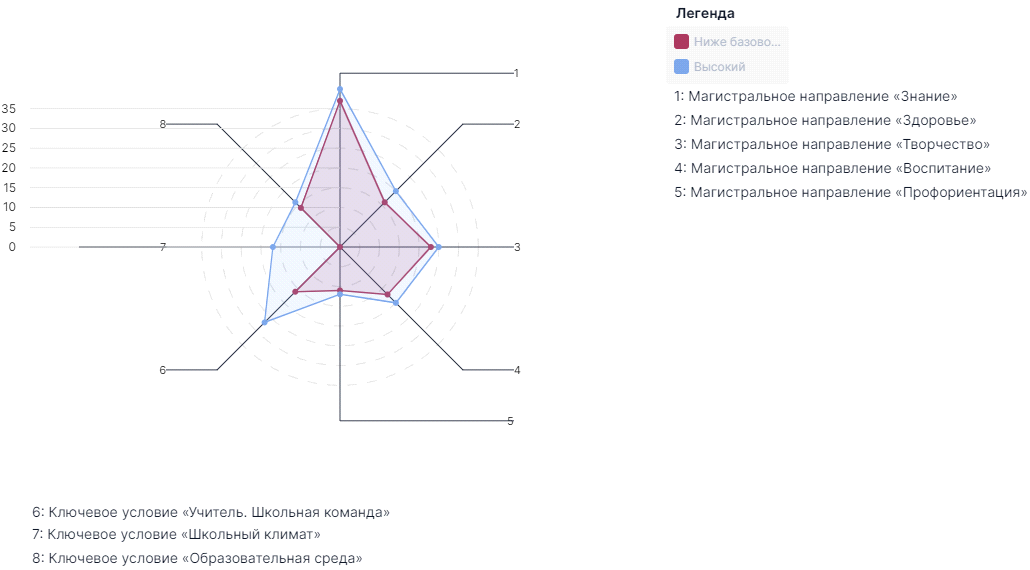 Легенда
Ниже базово...
Высокий
1: Магистральное направление «Знание»
2: Магистральное направление «Здоровье»
3: Магистральное направление «Творчество»
4: Магистральное направление «Воспитание»
5: Магистральное направление «Профориентация»
1
35
8
2
30
25
20
15
10
5
0
7
3
6
4
5
6: Ключевое условие «Учитель. Школьная команда»
7: Ключевое условие «Школьный климат»
8: Ключевое условие «Образовательная среда»